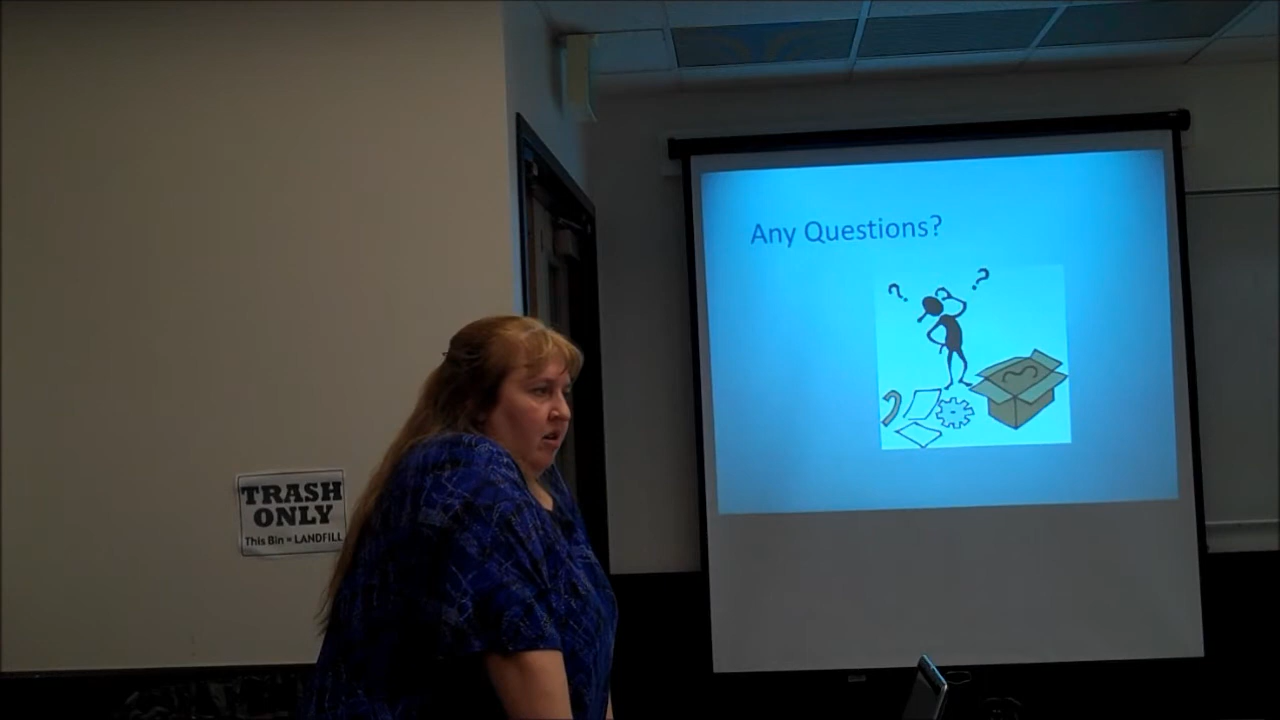 Any Questions?
? ?
TRASH
ONLY
This Bin = LANDFILL